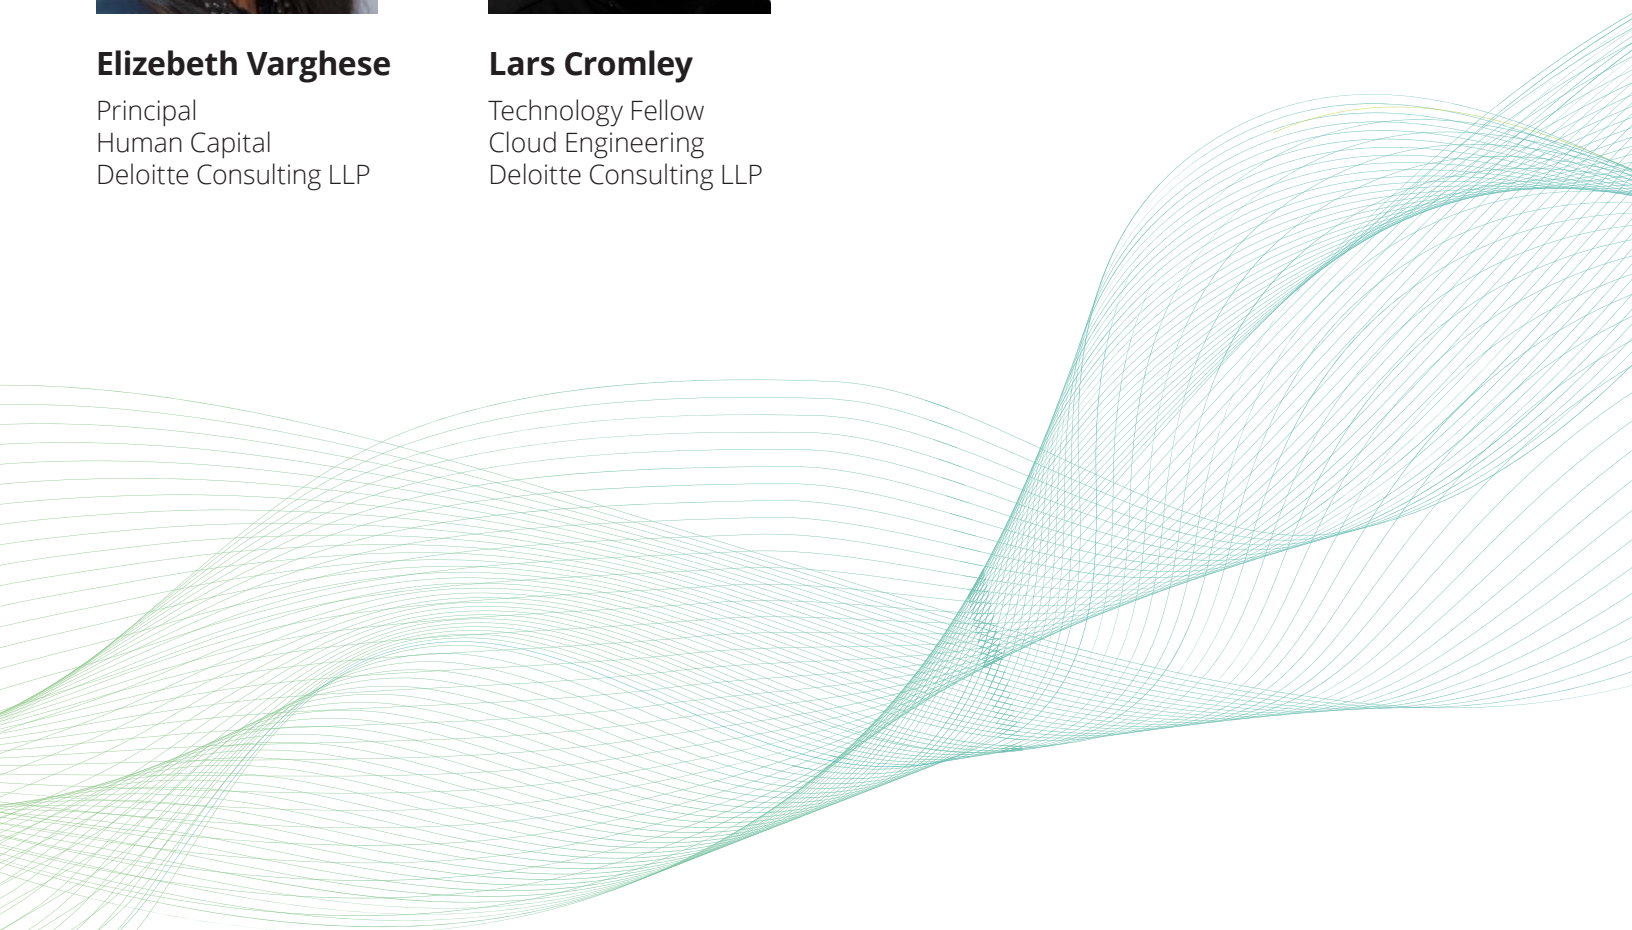 Elizebeth Varghese
Principal
Human Capital
Deloitte Consulting LLP
Lars Cromley
Technology Fellow
Cloud Engineering
Deloitte Consulting LLP